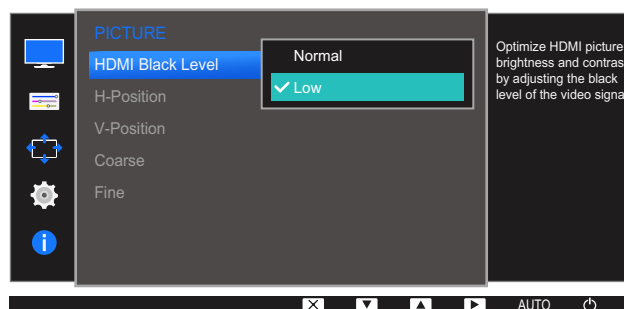 PICTURE
HDMI Black Level
H-Position
V-Position
Coarse
Fine
Normal
Low
Optimize HDMI picture
brightness and contras
by adjusting the black
level of the video signa
AUTO